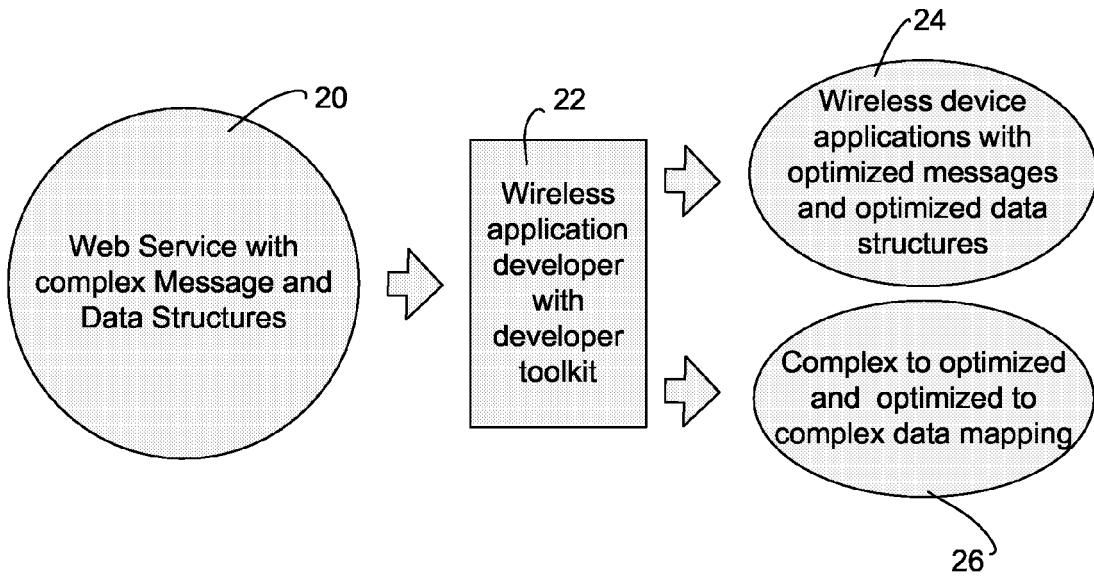 20
Web Service with
complex Message and
Data Structures
22
Wireless
application
developer
with
developer
toolkit
24
Wireless device
applications with
optimized messages
and optimized data
structures
Complex to optimized
and optimized to
complex data mapping
26